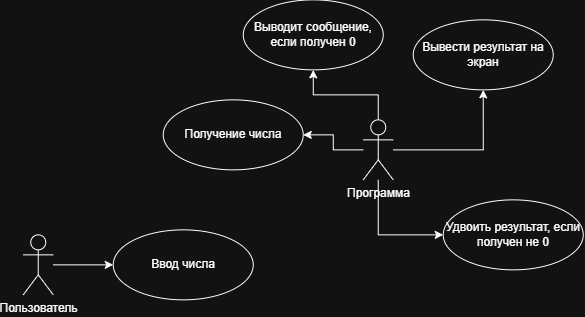 Выводит сообщение,
если получен 0
Вывести результат на
экран
Получение числа
Программа
Удвоить результат, если
получен не 0
Ввод числа
Пользователь